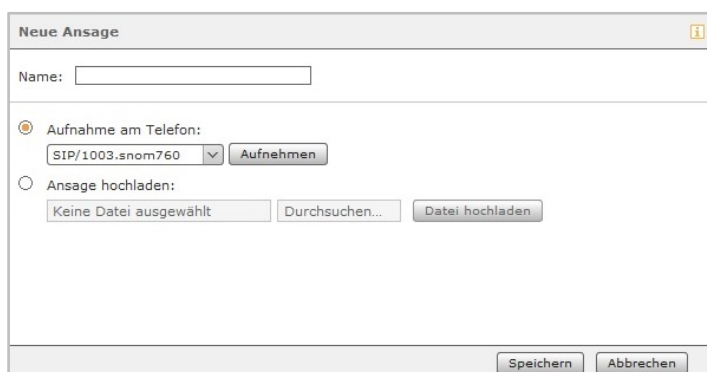 Neue Ansage
Name:
Aufnahme am Telefon:
SIP/1003.snom760 Aufnehmen
Ansage hochladen:
Keine Datei ausgewählt Durchsuchen... Datei hochladen
Speichern Abbrechen